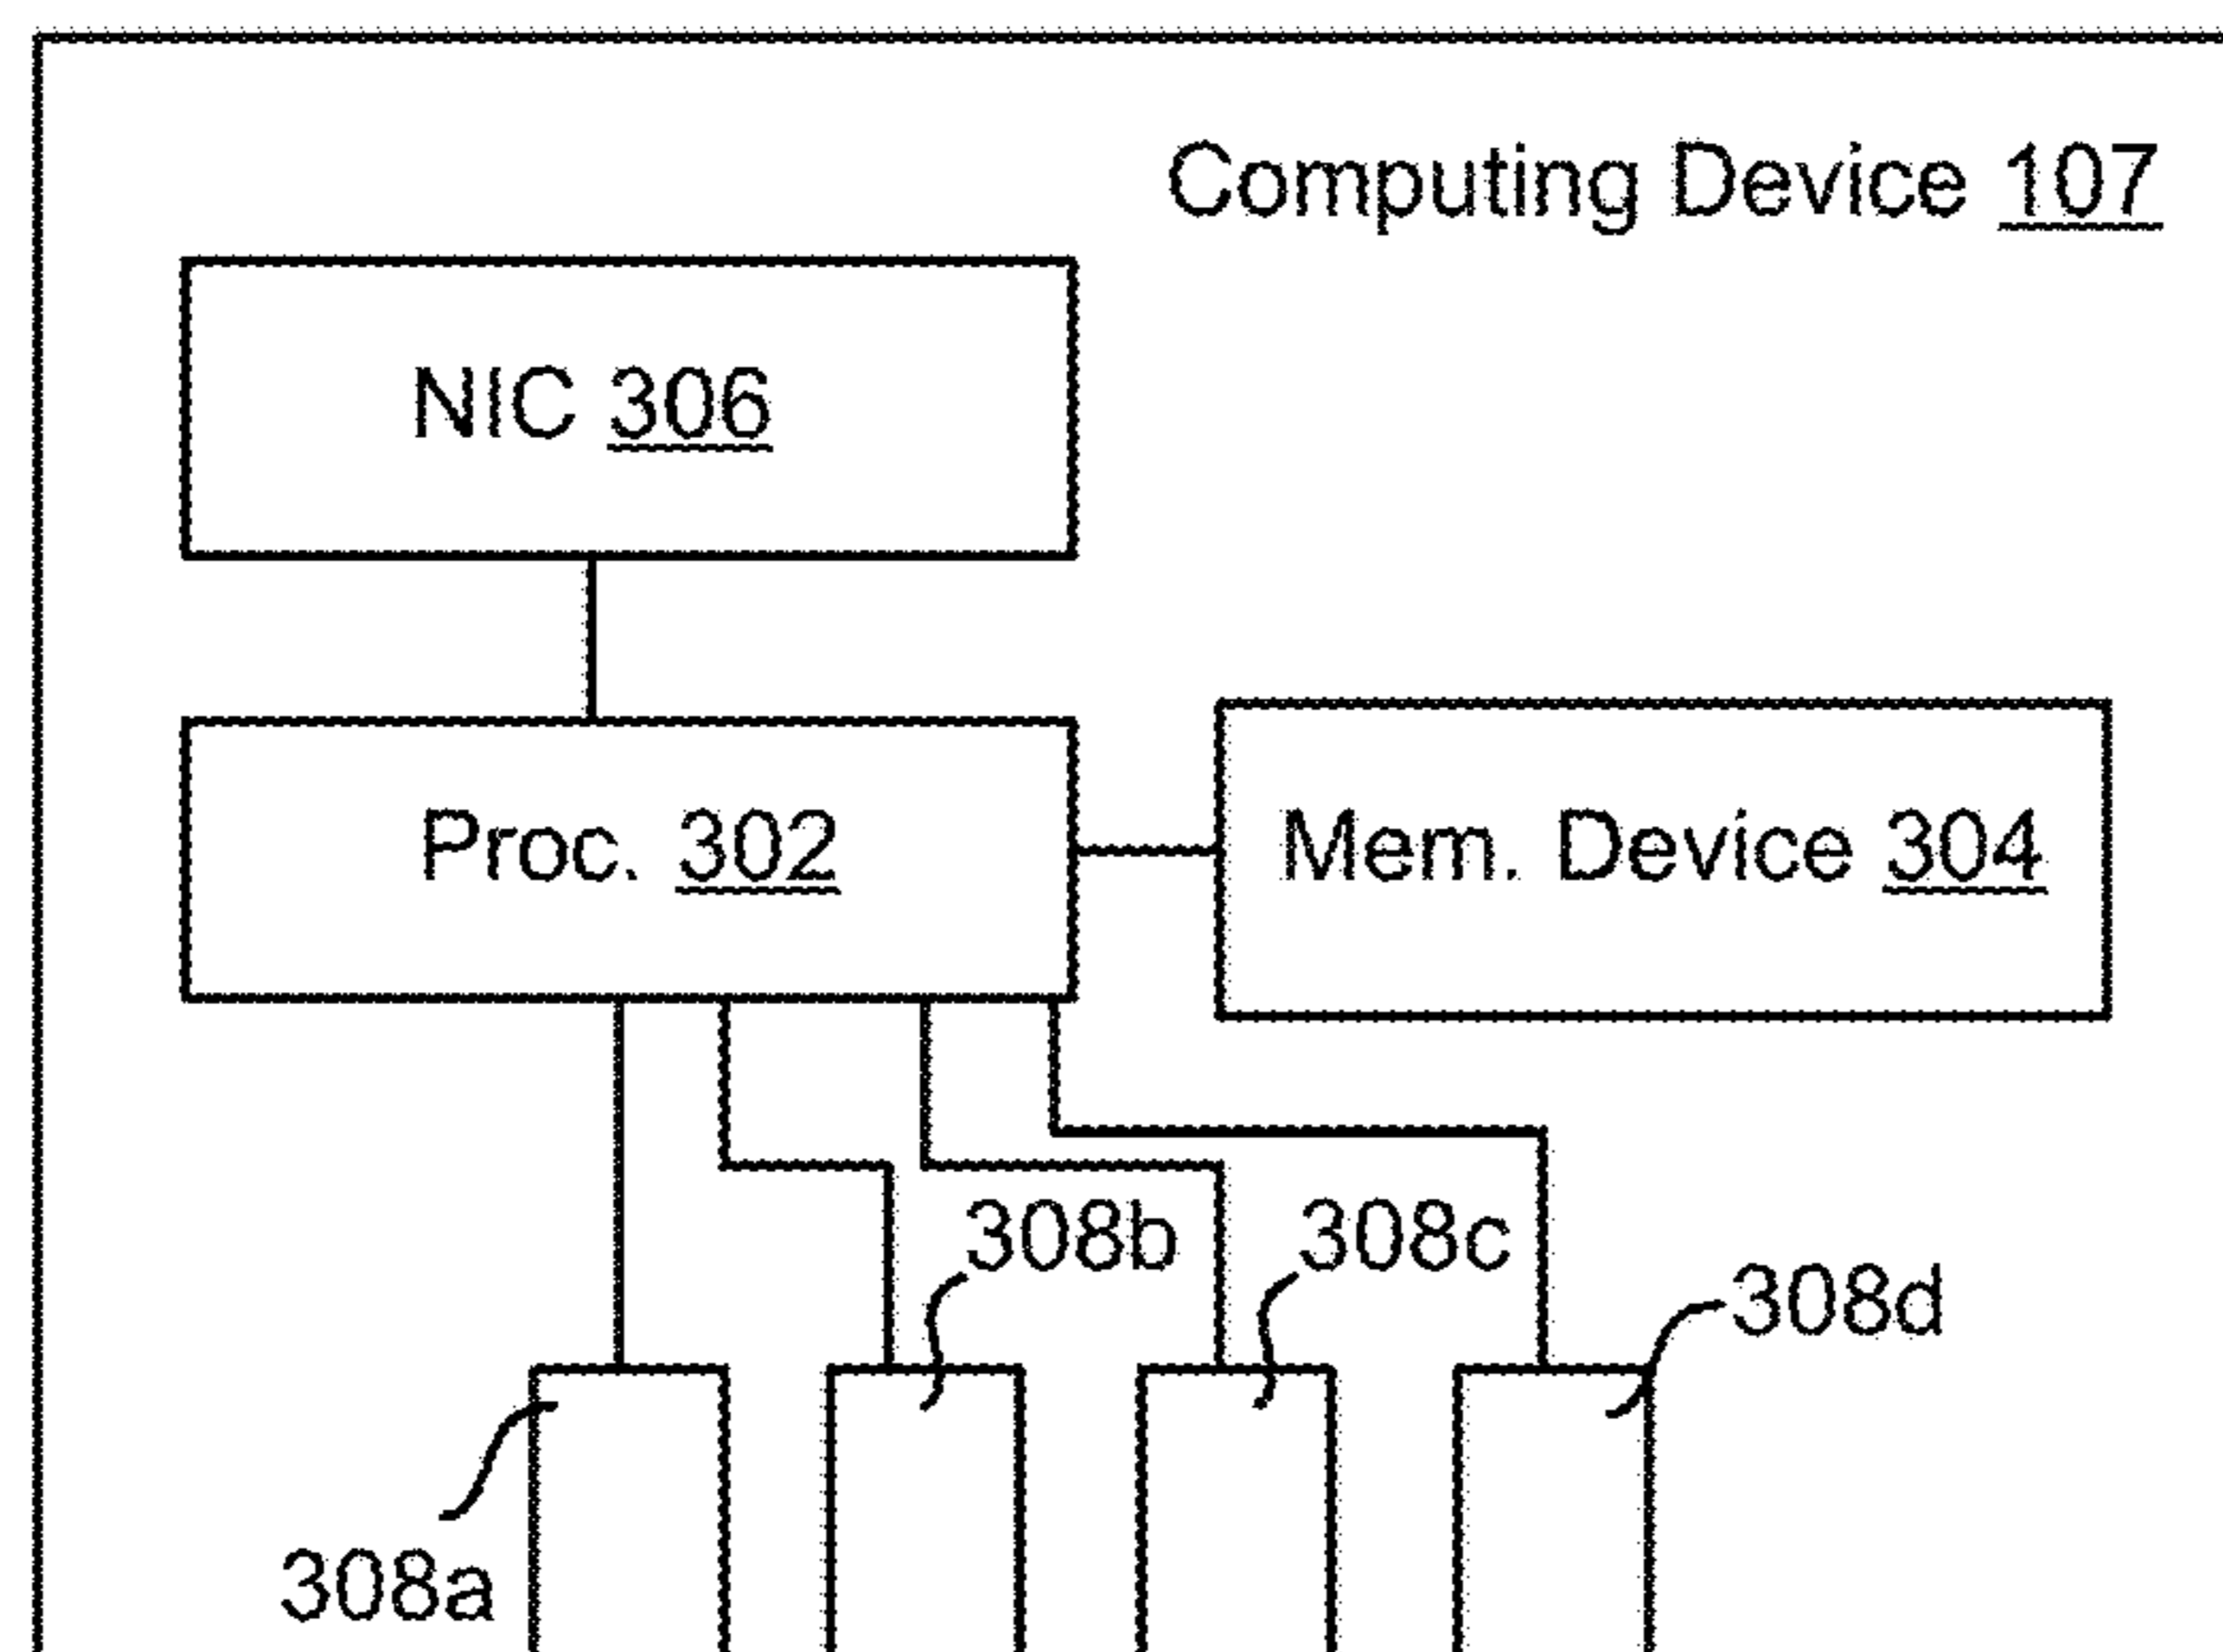 Computing Device 107
NIC 306
Proc. 302
Mem. Device 304
308b
308c
308d
308a